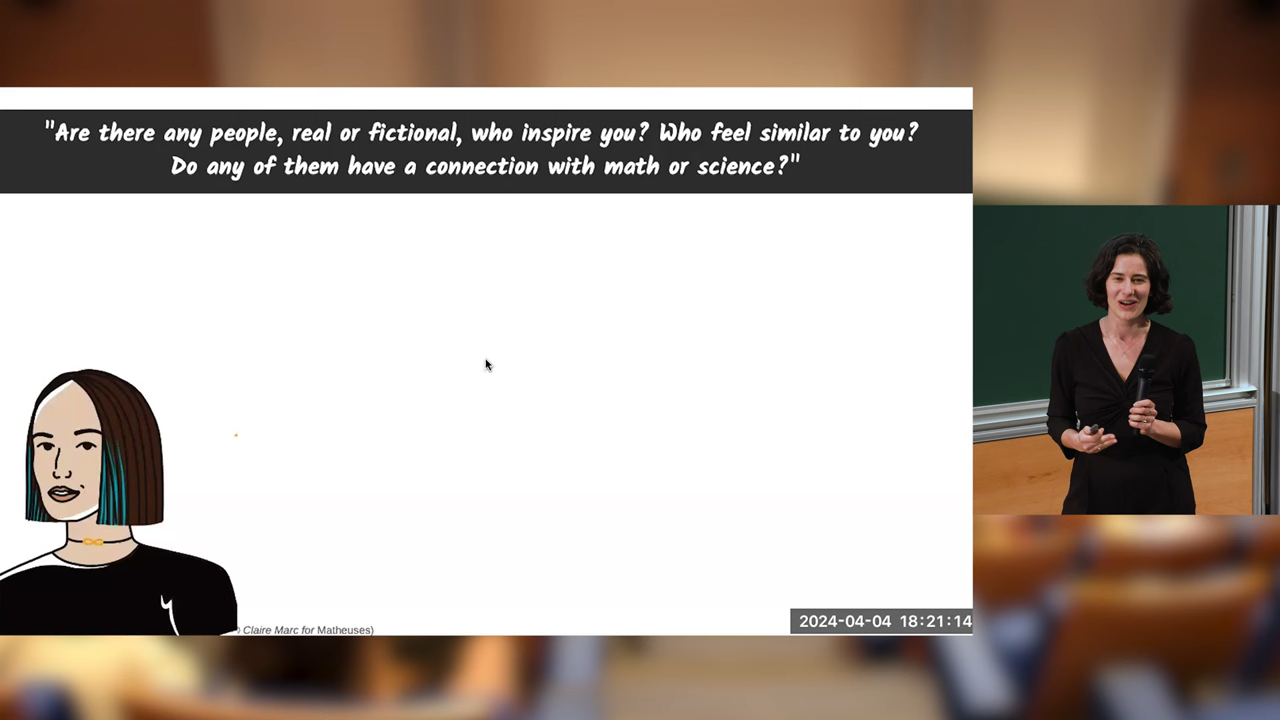 "Are there any people, real or fictional, who inspire you? Who feel similar to you?
Do any of them have a connection with math or science?"
Claire Marc for Matheuses)
2024-04-04 18:21:14